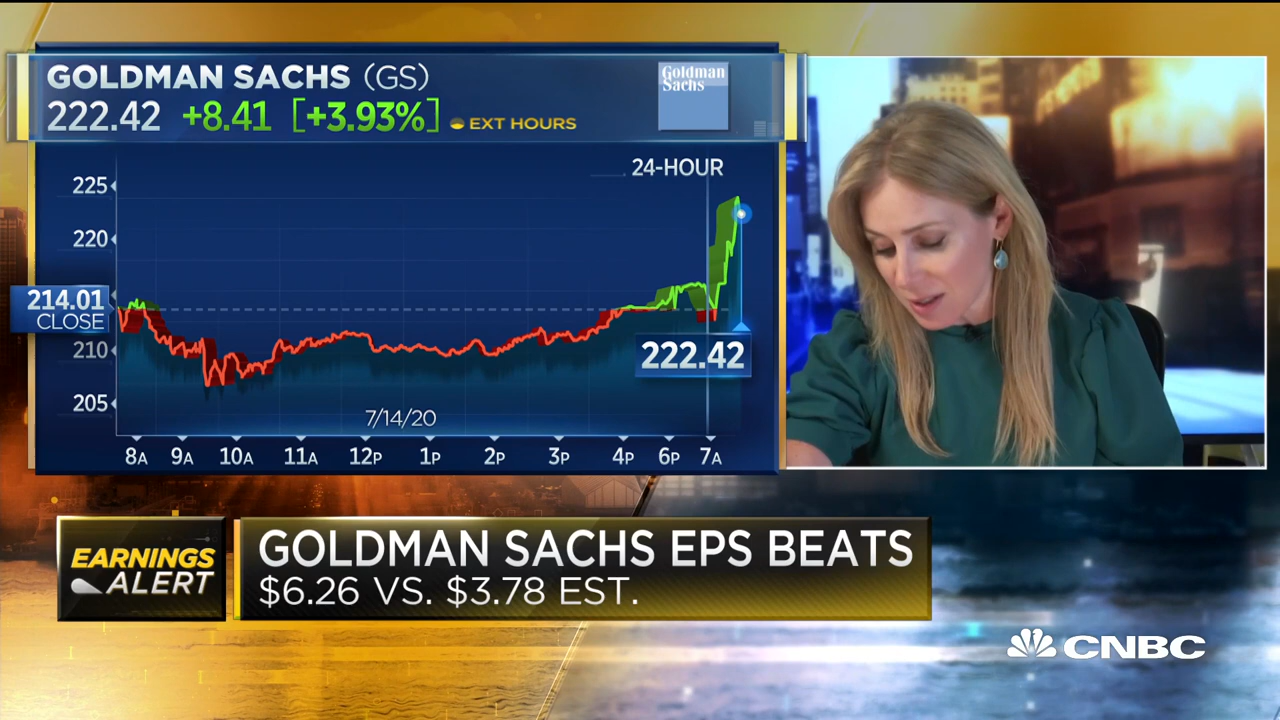 GOLDMAN SACHS (GS)
222.42 +8.41 [+3.93%] EXT HOURS
Goldman
Sachs
24-HOUR
225
220
214.01
CLOSE
210
205
222.42
7/14/20
8A 9A 10A 11A 12P 1P 2P 3P 4P 6P 7A
EARNINGS
ALERT
GOLDMAN SACHS EPS BEATS
$6.26 VS. $3.78 EST.
CNBC